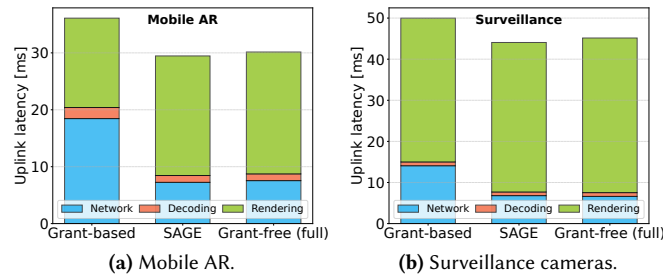 Mobile AR
Uplink latency [ms]
30
20
10
0
Network Decoding Rendering
Grant-based SAGE Grant-free (full)
(a) Mobile AR.
Surveillance
Uplink latency [ms]
50
40
30
20
10
0
Network Decoding Rendering
Grant-based SAGE Grant-free (full)
(b) Surveillance cameras.